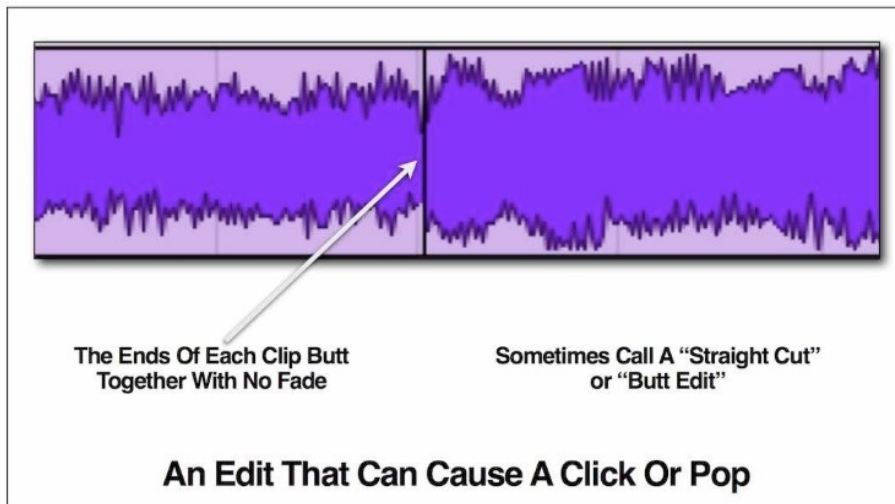 The Ends Of Each Clip Butt
Together With No Fade
Sometimes Call A “Straight Cut”
or “Butt Edit”
An Edit That Can Cause A Click Or Pop